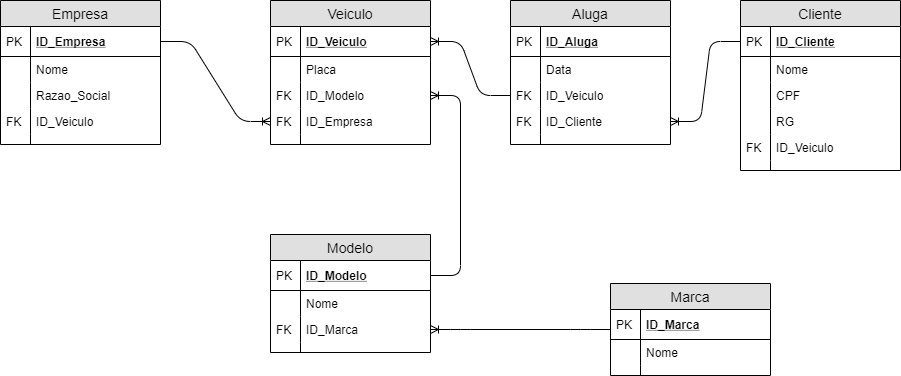 Empresa
PK ID_Empresa
Nome
Razao_Social
FK ID_Veiculo
Veiculo
PK ID_Veiculo
Placa
FK ID_Modelo
FK ID_Empresa
Aluga
PK ID_Aluga
Data
FK ID_Veiculo
FK ID_Cliente
Cliente
PK ID_Cliente
Nome
CPF
RG
FK ID_Veiculo
Modelo
PK ID_Modelo
Nome
FK ID_Marca
Marca
PK ID_Marca
Nome